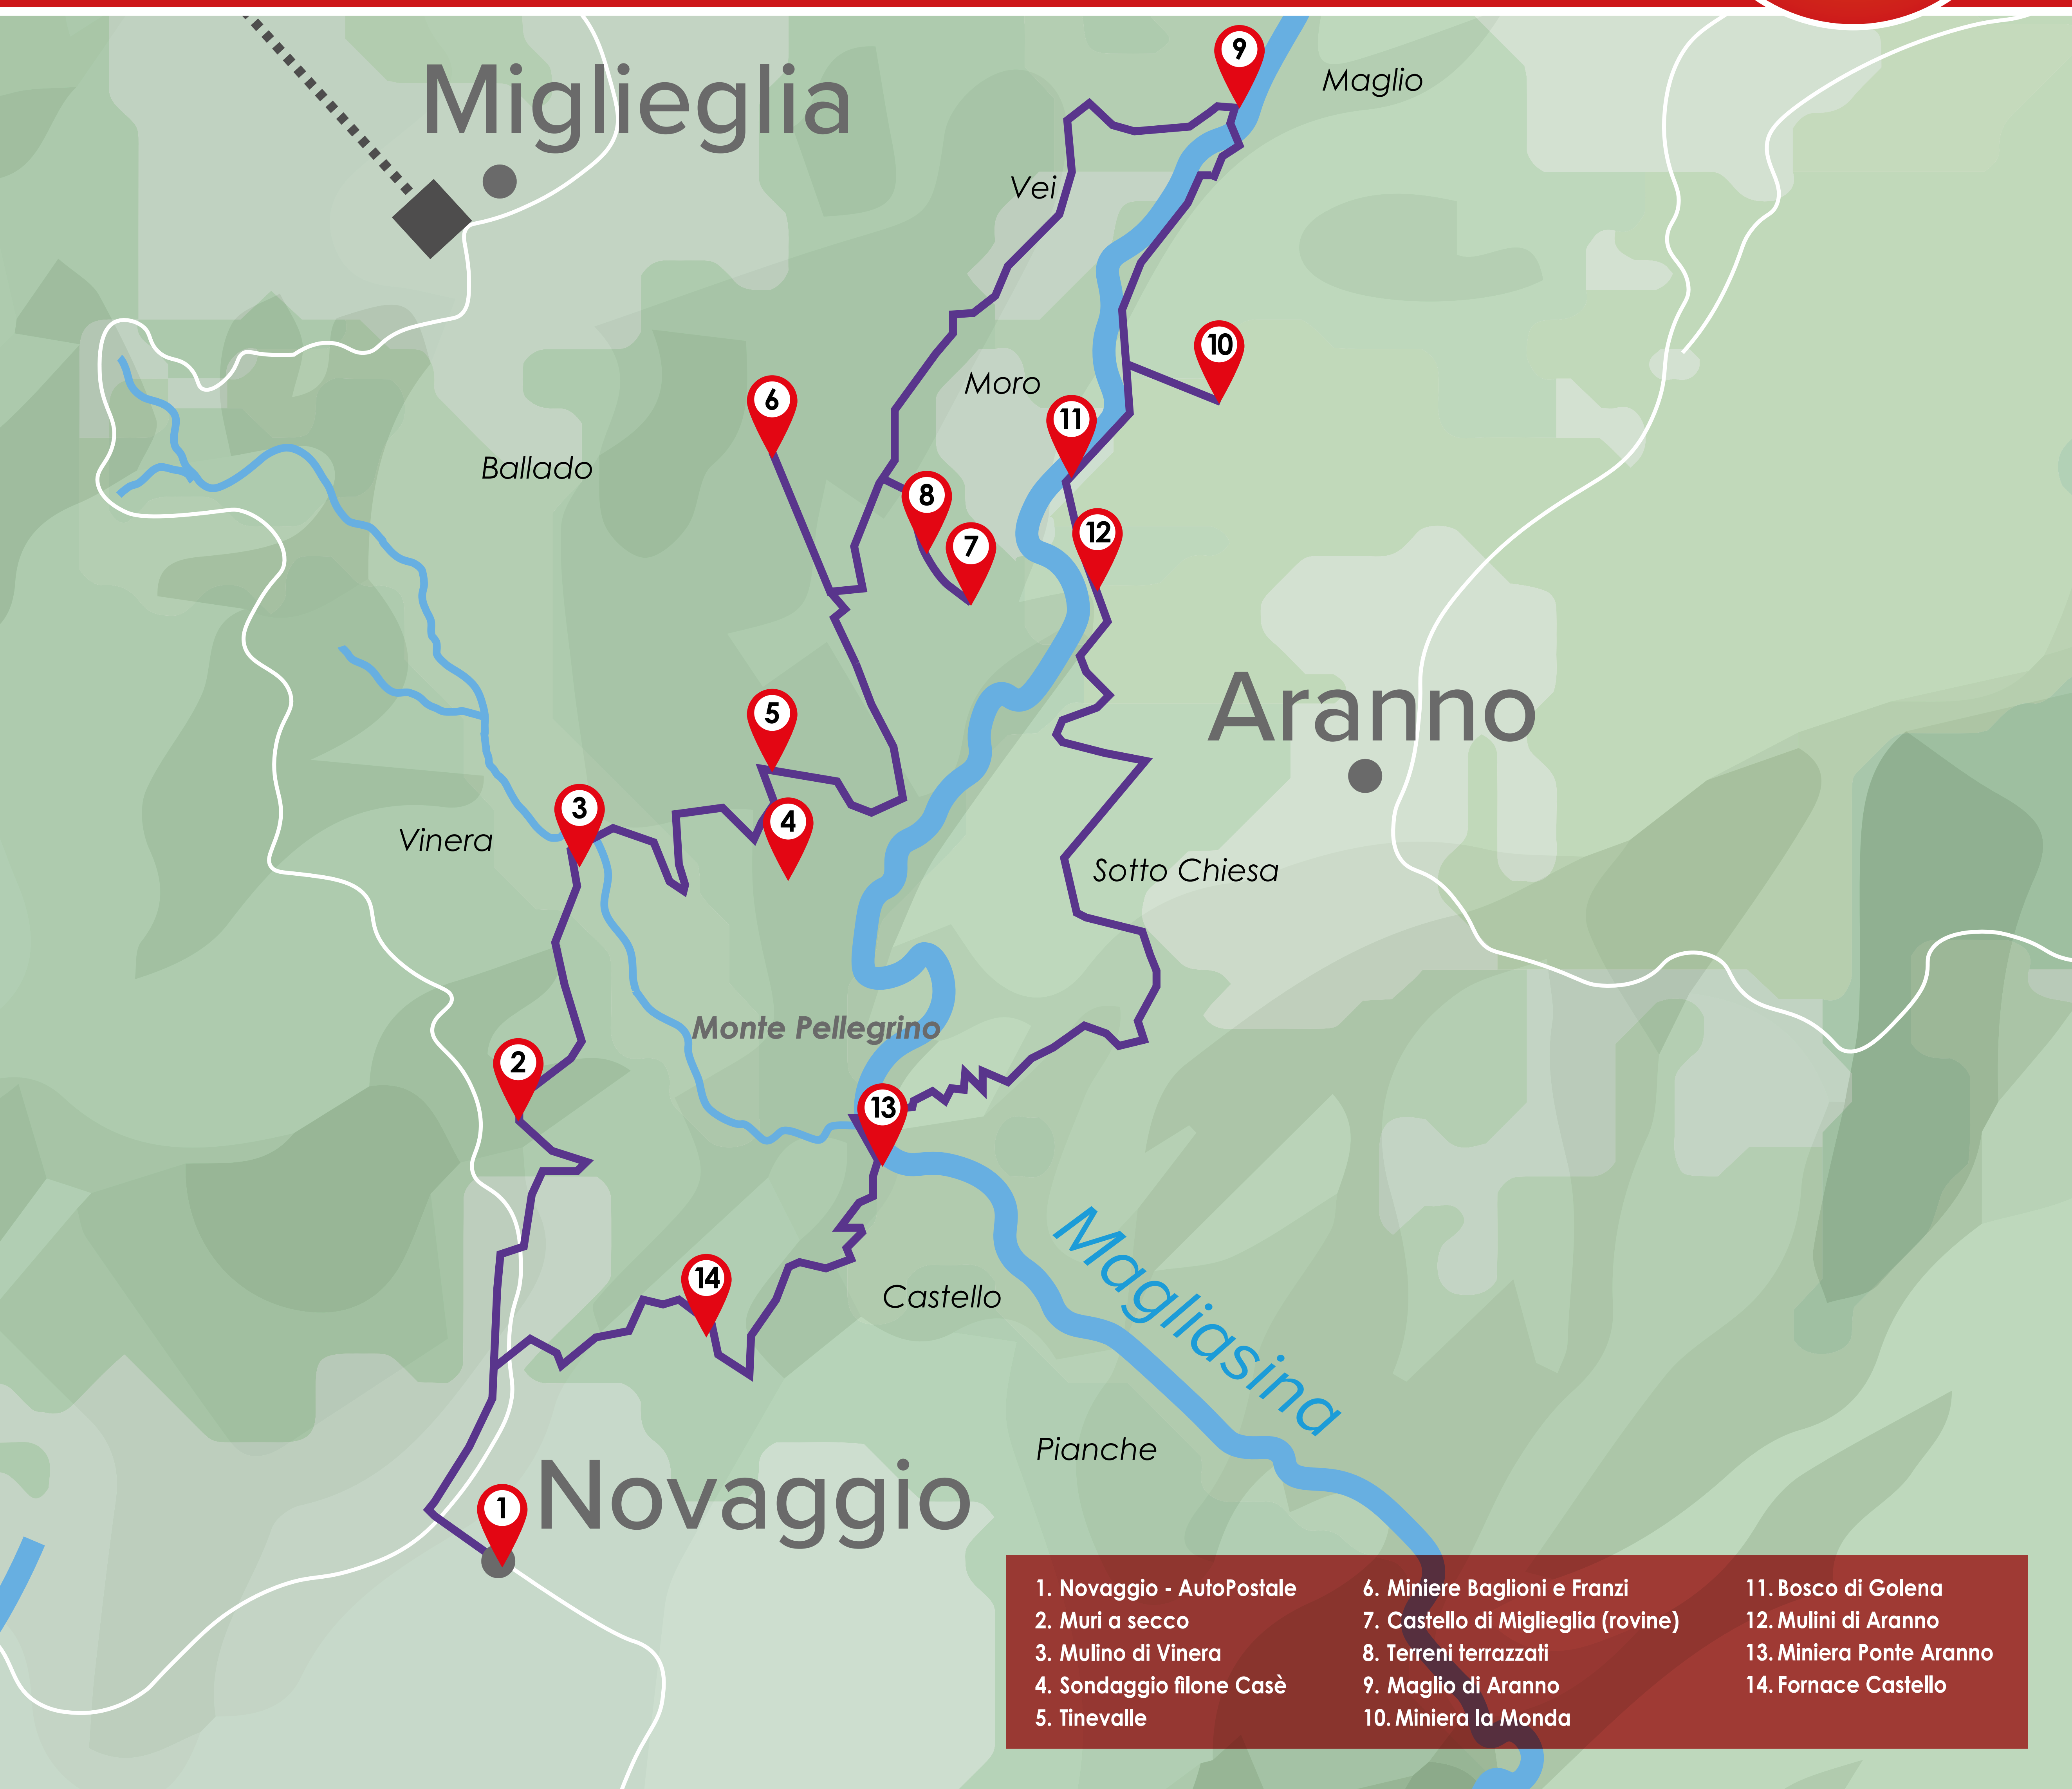 9
Maglio
Miglieglia
Vei
10
Moro
6
11
Ballado
8
12
7
Aranno
5
3
4
Vinera
Sotto Chiesa
Monte Pellegrino
2
13
Magliasina
14
Castello
Pianche
1
Novaggio
1. Novaggio - AutoPostale
2. Muri a secco
3. Mulino di Vinera
4. Sondaggio filone Casè
5. Tinevalle
6. Miniere Baglioni e Franzi
7. Castello di Miglieglia (rovine)
8. Terreni terrazzati
9. Maglio di Aranno
10. Miniera la Monda
11. Bosco di Golena
12. Mulini di Aranno
13. Miniera Ponte Aranno
14. Fornace Castello